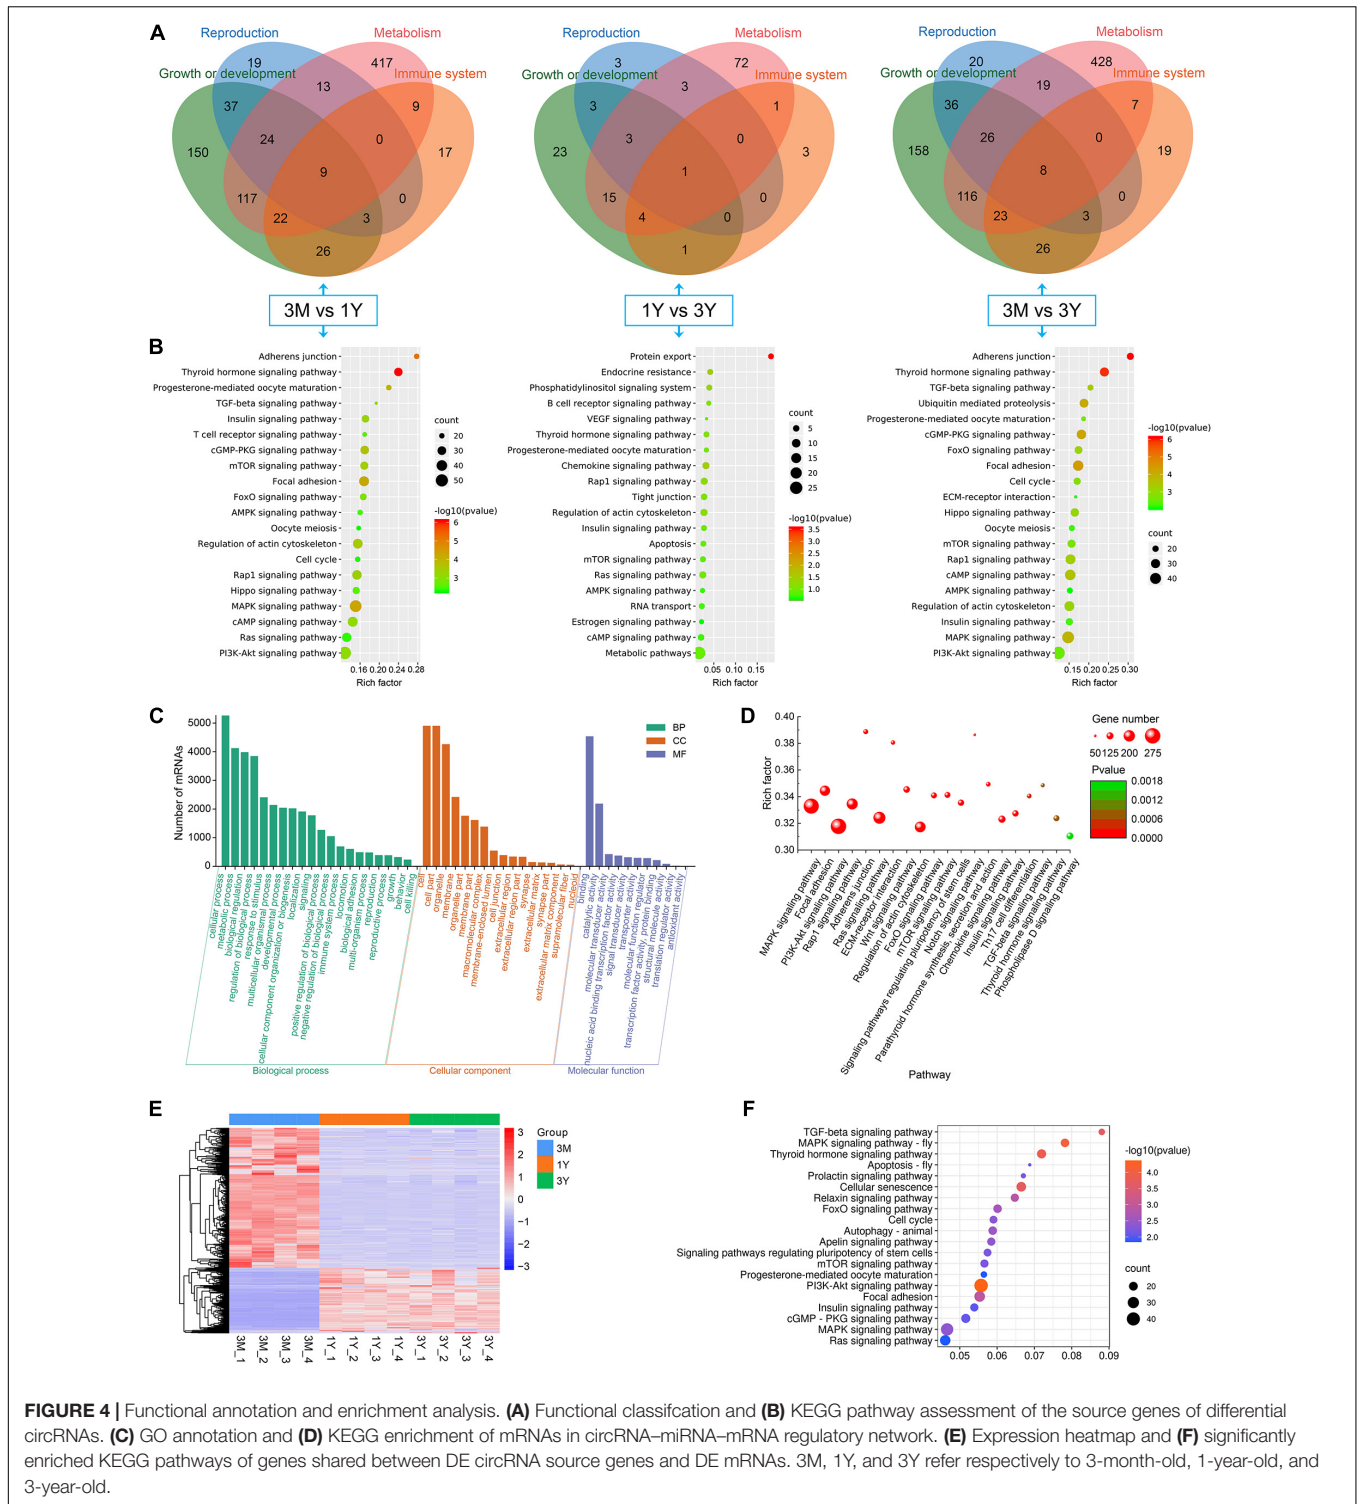 A
Reproduction
Metabolism
Growth or development
Immune system
19
417
37
13
9
150
24
0
17
9
117
22
3
0
26
3M vs 1Y
Reproduction
Metabolism
Growth or development
Immune system
3
72
3
3
1
23
3
0
3
1
15
4
0
0
1
1Y vs 3Y
Reproduction
Metabolism
Growth or development
Immune system
20
428
36
19
7
158
26
0
19
8
116
23
3
0
26
3M vs 3Y
B
Adherens junction
Thyroid hormone signaling pathway
Progesterone-mediated oocyte maturation
TGF-beta signaling pathway
Insulin signaling pathway
T cell receptor signaling pathway
cGMP-PKG signaling pathway
mTOR signaling pathway
Focal adhesion
FoxO signaling pathway
AMPK signaling pathway
Oocyte meiosis
Regulation of actin cytoskeleton
Cell cycle
Rap1 signaling pathway
Hippo signaling pathway
MAPK signaling pathway
cAMP signaling pathway
Ras signaling pathway
PI3K-Akt signaling pathway
0.16 0.20 0.24 0.28
Rich factor
count
20
30
40
50
-log10(pvalue)
6
5
4
3
Protein export
Endocrine resistance
Phosphatidylinositol signaling system
B cell receptor signaling pathway
VEGF signaling pathway
Thyroid hormone signaling pathway
Progesterone-mediated oocyte maturation
Chemokine signaling pathway
Rap1 signaling pathway
Tight junction
Regulation of actin cytoskeleton
Insulin signaling pathway
Apoptosis
mTOR signaling pathway
Ras signaling pathway
AMPK signaling pathway
RNA transport
Estrogen signaling pathway
cAMP signaling pathway
Metabolic pathways
0.05 0.10 0.15
Rich factor
count
5
10
15
20
25
-log10(pvalue)
3.5
3.0
2.5
2.0
1.5
1.0
Adherens junction
Thyroid hormone signaling pathway
TGF-beta signaling pathway
Ubiquitin mediated proteolysis
Progesterone-mediated oocyte maturation
cGMP-PKG signaling pathway
FoxO signaling pathway
Focal adhesion
Cell cycle
ECM-receptor interaction
Hippo signaling pathway
Oocyte meiosis
mTOR signaling pathway
Rap1 signaling pathway
cAMP signaling pathway
AMPK signaling pathway
Regulation of actin cytoskeleton
Insulin signaling pathway
MAPK signaling pathway
PI3K-Akt signaling pathway
0.15 0.20 0.25 0.30
Rich factor
-log10(pvalue)
6
5
4
3
count
20
30
40
C
Number of mRNAs
5000
4000
3000
2000
1000
0
BP
CC
MF
cellular process
metabolic process
biological regulation
regulation of biological process
response to stimulus
multicellular organismal process
developmental process
cellular component organization or biogenesis
localization
signaling
positive regulation of biological process
negative regulation of biological process
immune system process
locomotion
biological adhesion
multi-organism process
reproduction
reproductive process
growth
behavior
cell killing
cell
cell part
organelle
membrane
organelle part
membrane part
macromolecular complex
membrane-enclosed lumen
cell junction
extracellular region
extracellular region part
synapse
extracellular matrix
synapse part
extracellular matrix component
supramolecular fiber
nucleoid
binding
catalytic activity
molecular transducer activity
nucleic acid binding transcription factor activity
signal transducer activity
transporter activity
molecular function regulator
transcription factor activity, protein binding
structural molecule activity
translation regulator activity
antioxidant activity
Biological process
Cellular component
Molecular function
D
Rich factor
0.40
0.38
0.36
0.34
0.32
0.30
MAPK signaling pathway
Focal adhesion
PI3K-Akt signaling pathway
Rap1 signaling pathway
Adherens junction
Ras signaling pathway
ECM-receptor interaction
Wnt signaling pathway
Regulation of actin cytoskeleton
FoxO signaling pathway
mTOR signaling pathway
Signaling pathways regulating pluripotency of stem cells
Notch signaling pathway
Parathyroid hormone synthesis, secretion and action
Chemokine signaling pathway
Insulin signaling pathway
Th17 cell differentiation
TGF-beta signaling pathway
Thyroid hormone signaling pathway
Phospholipase D signaling pathway
Pathway
Gene number
50 125 200 275
Pvalue
0.0018
0.0012
0.0006
0.0000
E
3M_1
3M_2
3M_3
3M_4
1Y_1
1Y_2
1Y_3
1Y_4
3Y_1
3Y_2
3Y_3
3Y_4
3
2
1
0
−1
−2
−3
Group
3M
1Y
3Y
F
TGF-beta signaling pathway
MAPK signaling pathway - fly
Thyroid hormone signaling pathway
Apoptosis - fly
Prolactin signaling pathway
Cellular senescence
Relaxin signaling pathway
FoxO signaling pathway
Cell cycle
Autophagy - animal
Apelin signaling pathway
Signaling pathways regulating pluripotency of stem cells
mTOR signaling pathway
Progesterone-mediated oocyte maturation
PI3K-Akt signaling pathway
Focal adhesion
Insulin signaling pathway
cGMP - PKG signaling pathway
MAPK signaling pathway
Ras signaling pathway
0.05 0.06 0.07 0.08 0.09
-log10(pvalue)
4.0
3.5
3.0
2.5
2.0
count
20
30
40
FIGURE 4 | Functional annotation and enrichment analysis. (A) Functional classifcation and (B) KEGG pathway assessment of the source genes of differential
circRNAs. (C) GO annotation and (D) KEGG enrichment of mRNAs in circRNA–miRNA–mRNA regulatory network. (E) Expression heatmap and (F) significantly
enriched KEGG pathways of genes shared between DE circRNA source genes and DE mRNAs. 3M, 1Y, and 3Y refer respectively to 3-month-old, 1-year-old, and
3-year-old.